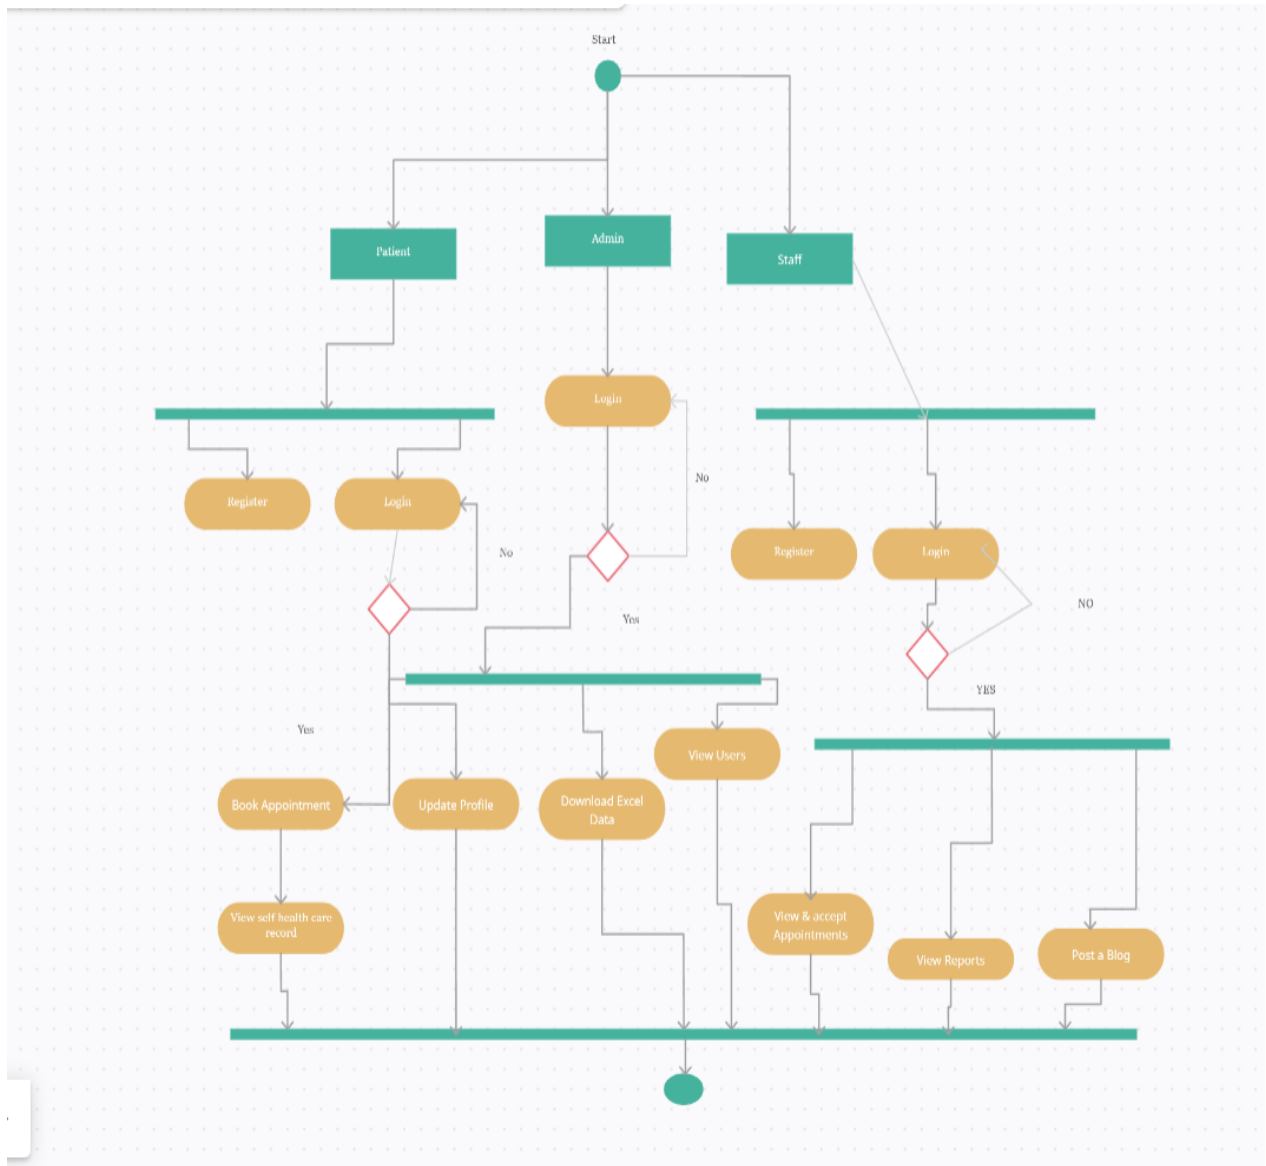 Start
Admin
Patient
Staff
Login
No
Register
Login
Register
Login
No
NO
Yes
YES
Yes
View Users
Book Appointment
Update Profile
Download Excel
Data
View self health care
record
View & accept
Appointments
View Reports
Post a Blog